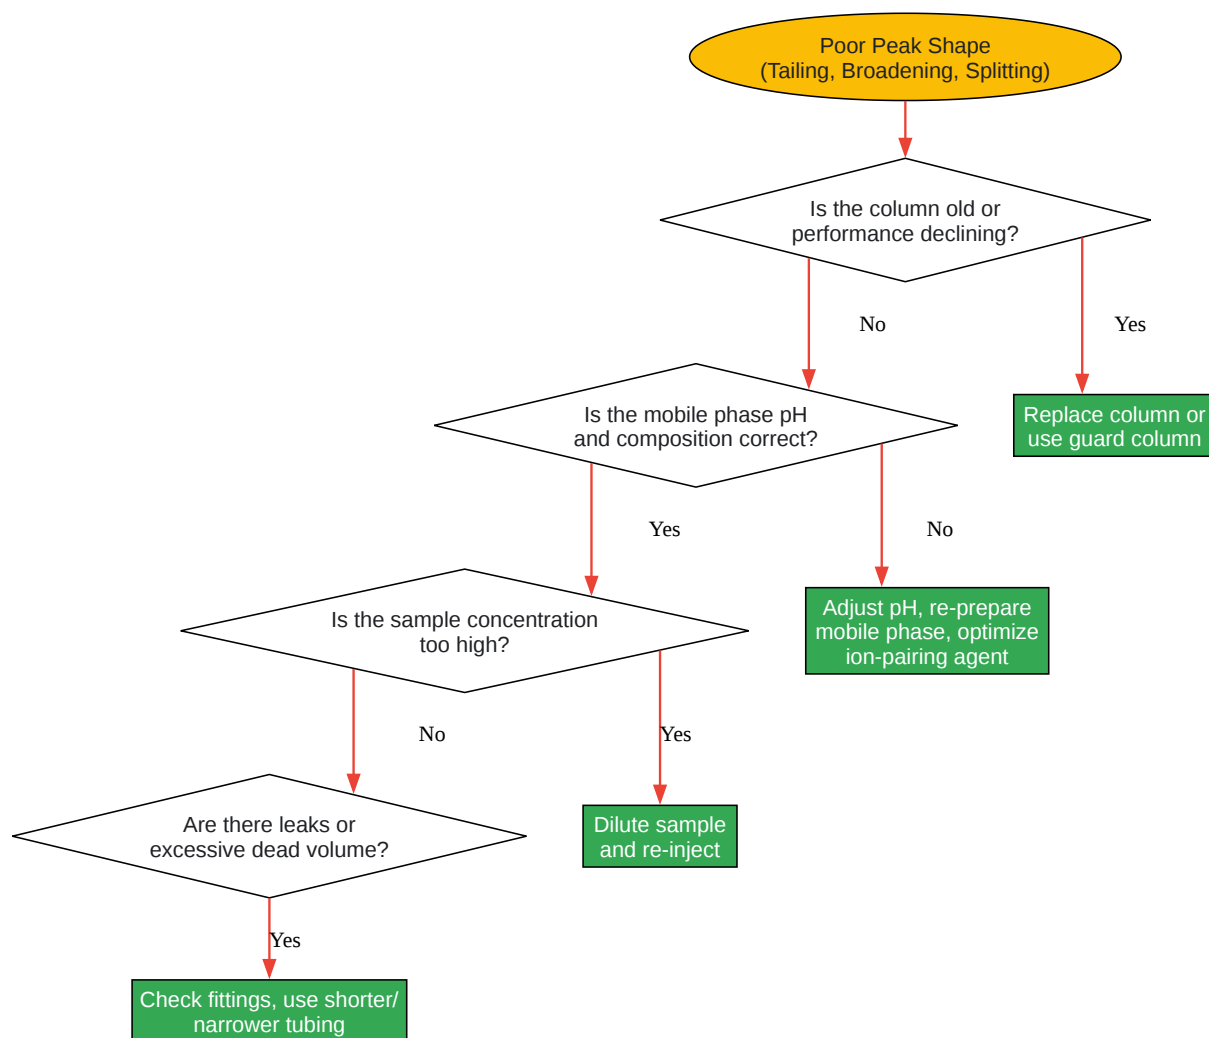 Poor Peak Shape
(Tailing, Broadening, Splitting)
Is the column old or
performance declining?
No
Yes
Is the mobile phase pH
and composition correct?
Replace column or
use guard column
Yes
No
Is the sample concentration
too high?
Adjust pH, re-prepare
mobile phase, optimize
ion-pairing agent
No
Yes
Are there leaks or
excessive dead volume?
Dilute sample
and re-inject
Yes
Check fittings, use shorter/
narrower tubing